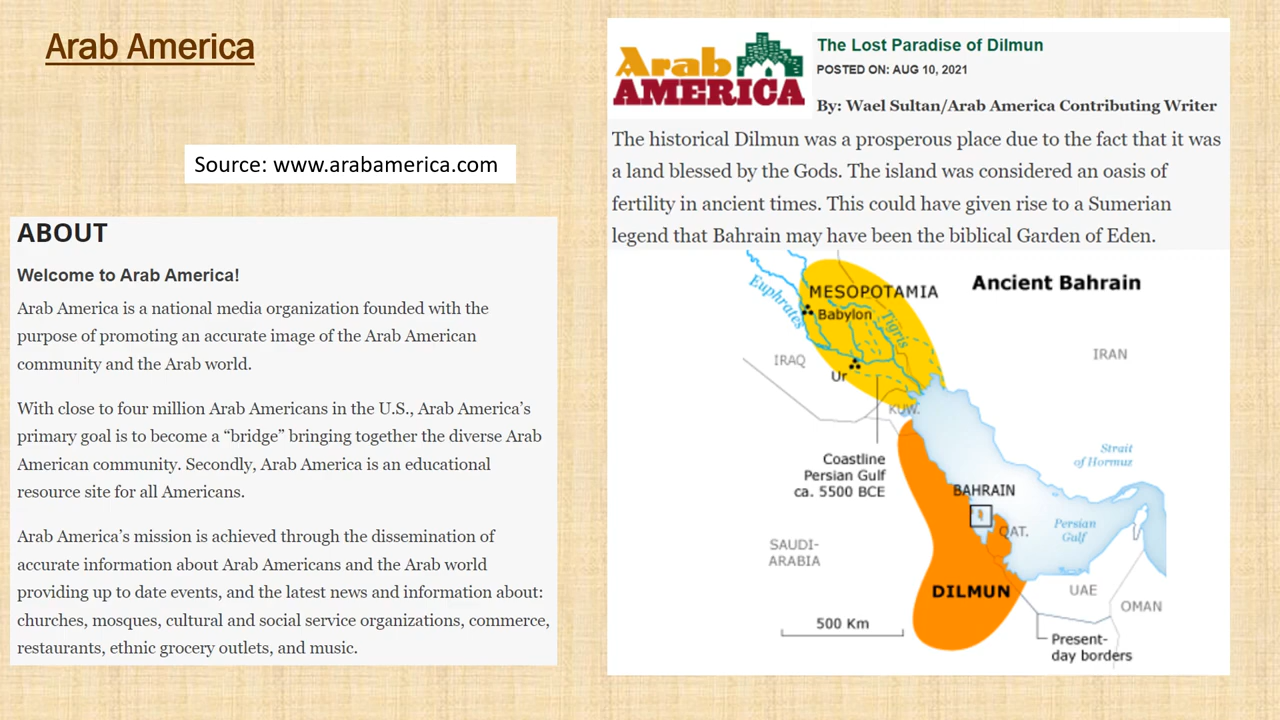 Arab America
Source: www.arabamerica.com
ABOUT
Welcome to Arab America!
Arab America is a national media organization founded with the
purpose of promoting an accurate image of the Arab American
community and the Arab world.
With close to four million Arab Americans in the U.S., Arab America's
primary goal is to become a “bridge” bringing together the diverse Arab
American community. Secondly, Arab America is an educational
resource site for all Americans.
Arab America's mission is achieved through the dissemination of
accurate information about Arab Americans and the Arab world
providing up to date events, and the latest news and information about:
churches, mosques, cultural and social service organizations, commerce,
restaurants, ethnic grocery outlets, and music.
Arab
AMERICA
The Lost Paradise of Dilmun
POSTED ON: AUG 10, 2021
By: Wael Sultan/Arab America Contributing Writer
The historical Dilmun was a prosperous place due to the fact that it was
a land blessed by the Gods. The island was considered an oasis of
fertility in ancient times. This could have given rise to a Sumerian
legend that Bahrain may have been the biblical Garden of Eden.
Ancient Bahrain
MESOPOTAMIA
Euphrates
Babylon
Tigris
IRAQ
IRAN
Ur
KUW.
Coastline
Persian Gulf
ca. 5500 BCE
Strait
of Hormuz
BAHRAIN
QAT.
Persian
Gulf
SAUDI-
ARABIA
DILMUN
UAE
OMAN
500 Km
Present-
day borders